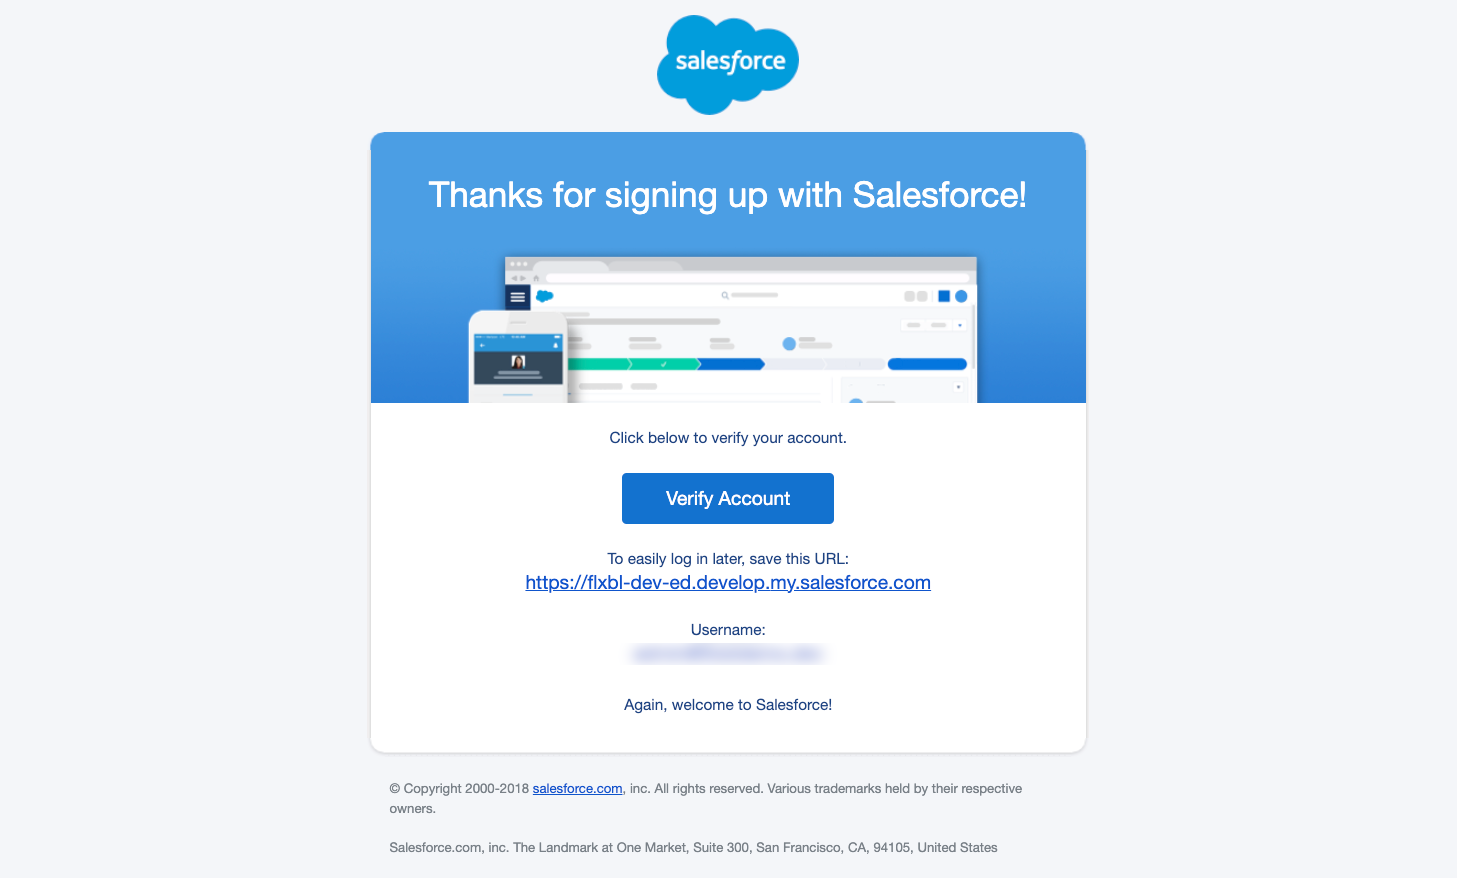 salesforce
Thanks for signing up with Salesforce!
Click below to verify your account.
Verify Account
To easily log in later, save this URL:
https://flxbl-dev-ed.develop.my.salesforce.com
Username:
Again, welcome to Salesforce!
© Copyright 2000-2018 salesforce.com, inc. All rights reserved. Various trademarks held by their respective
owners.
Salesforce.com, inc. The Landmark at One Market, Suite 300, San Francisco, CA, 94105, United States